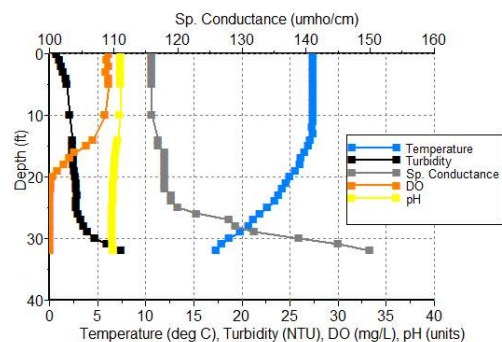 Sp. Conductance (umho/cm)
100 110 120 130 140 150 160
0
10
20
30
40
Depth (ft)
Temperature
Turbidity
Sp. Conductance
DO
pH
0 5 10 15 20 25 30 35 40
Temperature (deg C), Turbidity (NTU), DO (mg/L), pH (units)